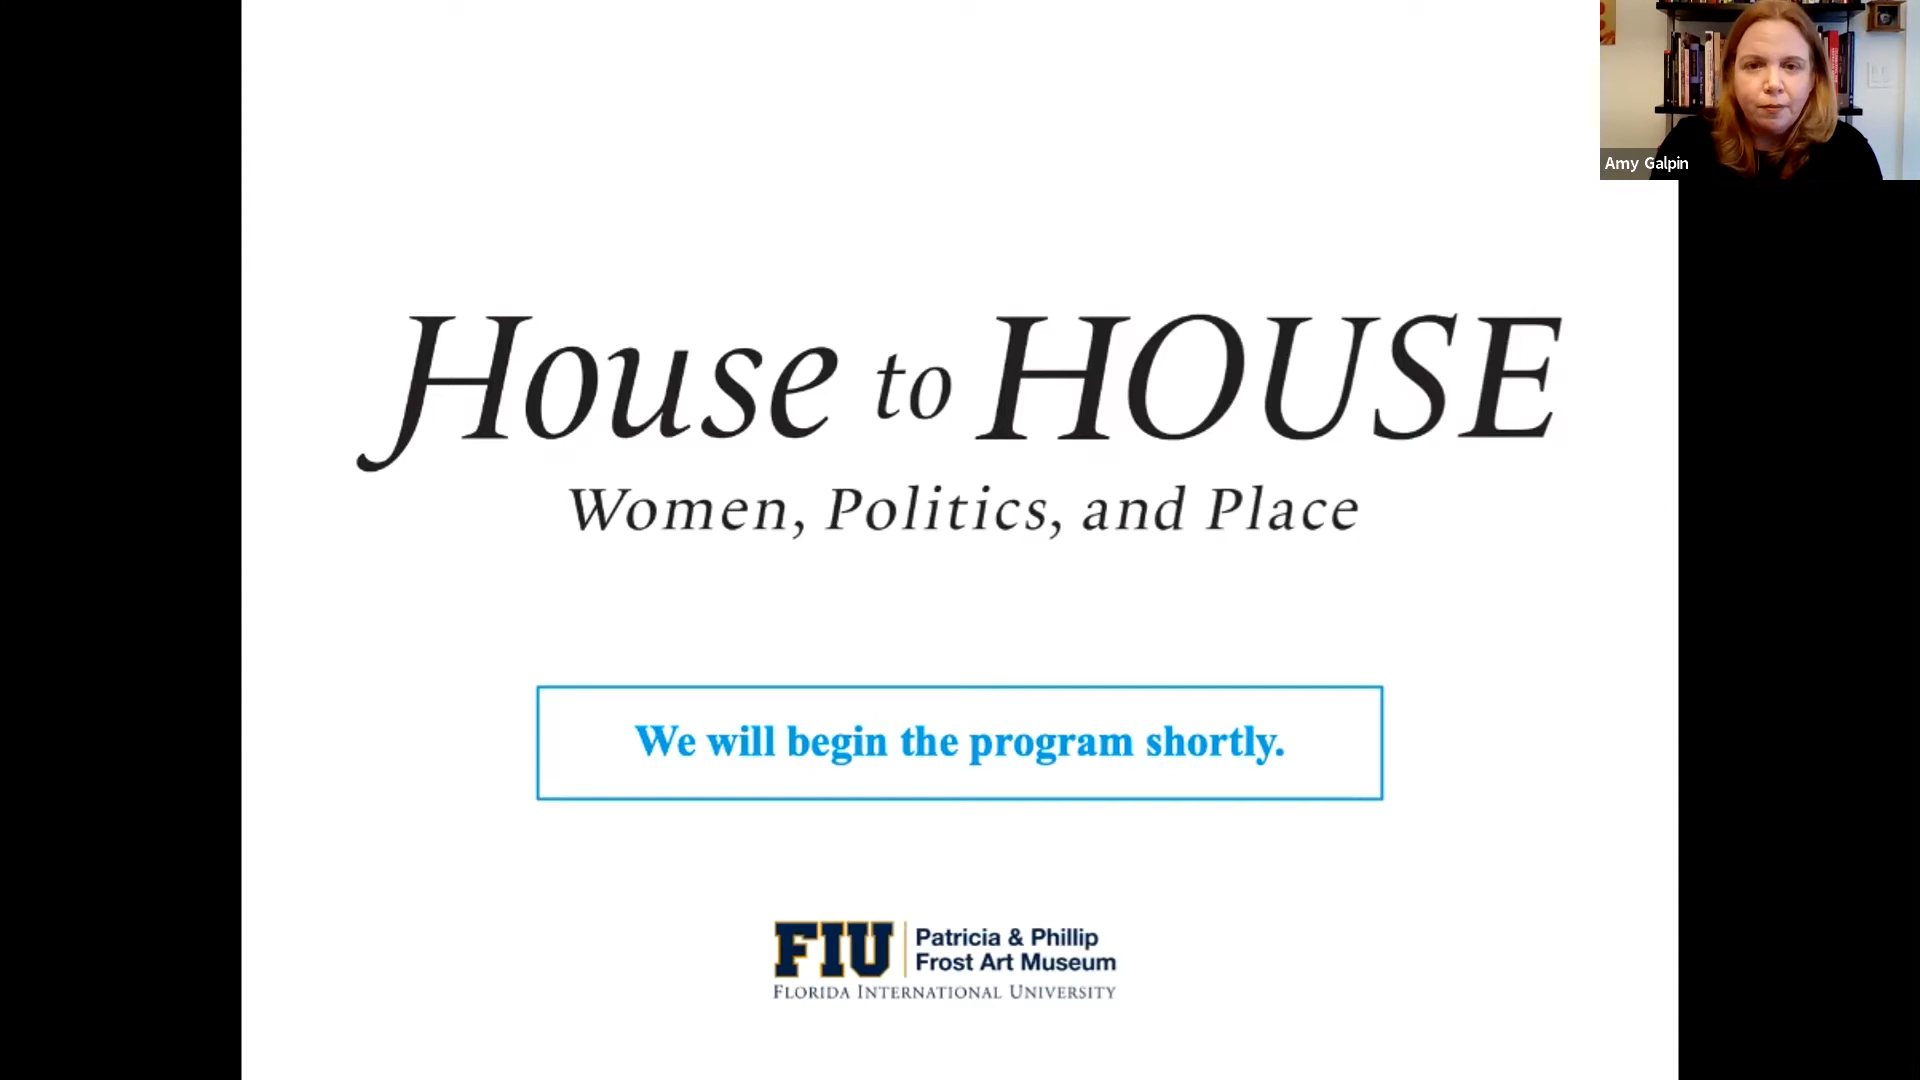 Amy Galpin
House to HOUSE
Women, Politics, and Place
We will begin the program shortly.
FIU
Patricia & Phillip
Frost Art Museum
FLORIDA INTERNATIONAL UNIVERSITY